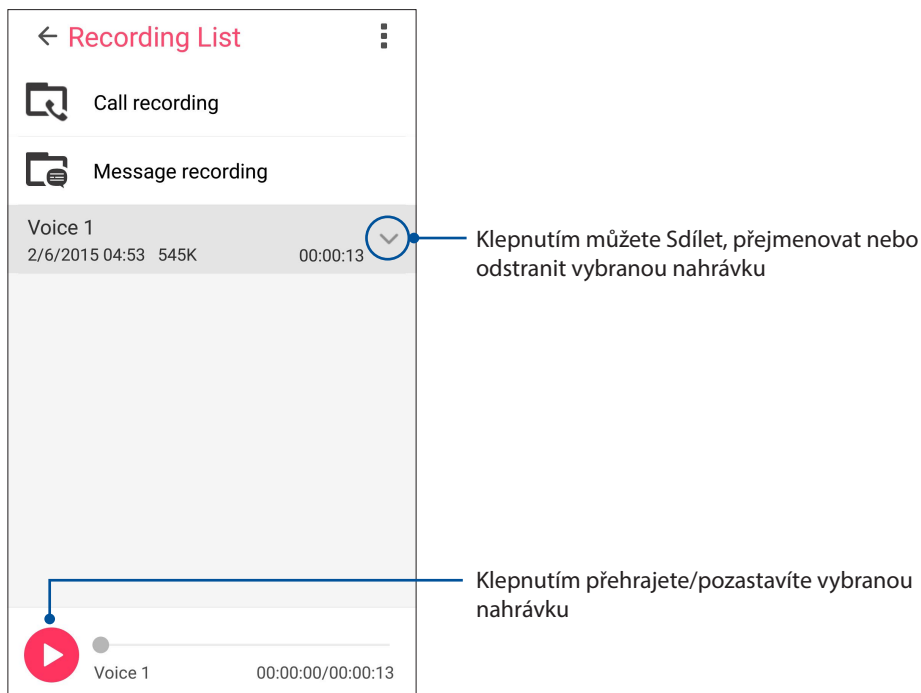 Recording List
Call recording
Message recording
Voice 1
2/6/2015 04:53 545K 00:00:13
Klepnutím můžete Sdílet, přejmenovat nebo
odstranit vybranou nahrávku
Klepnutím přehrajete/pozastavíte vybranou
nahrávku
Voice 1 00:00:00/00:00:13